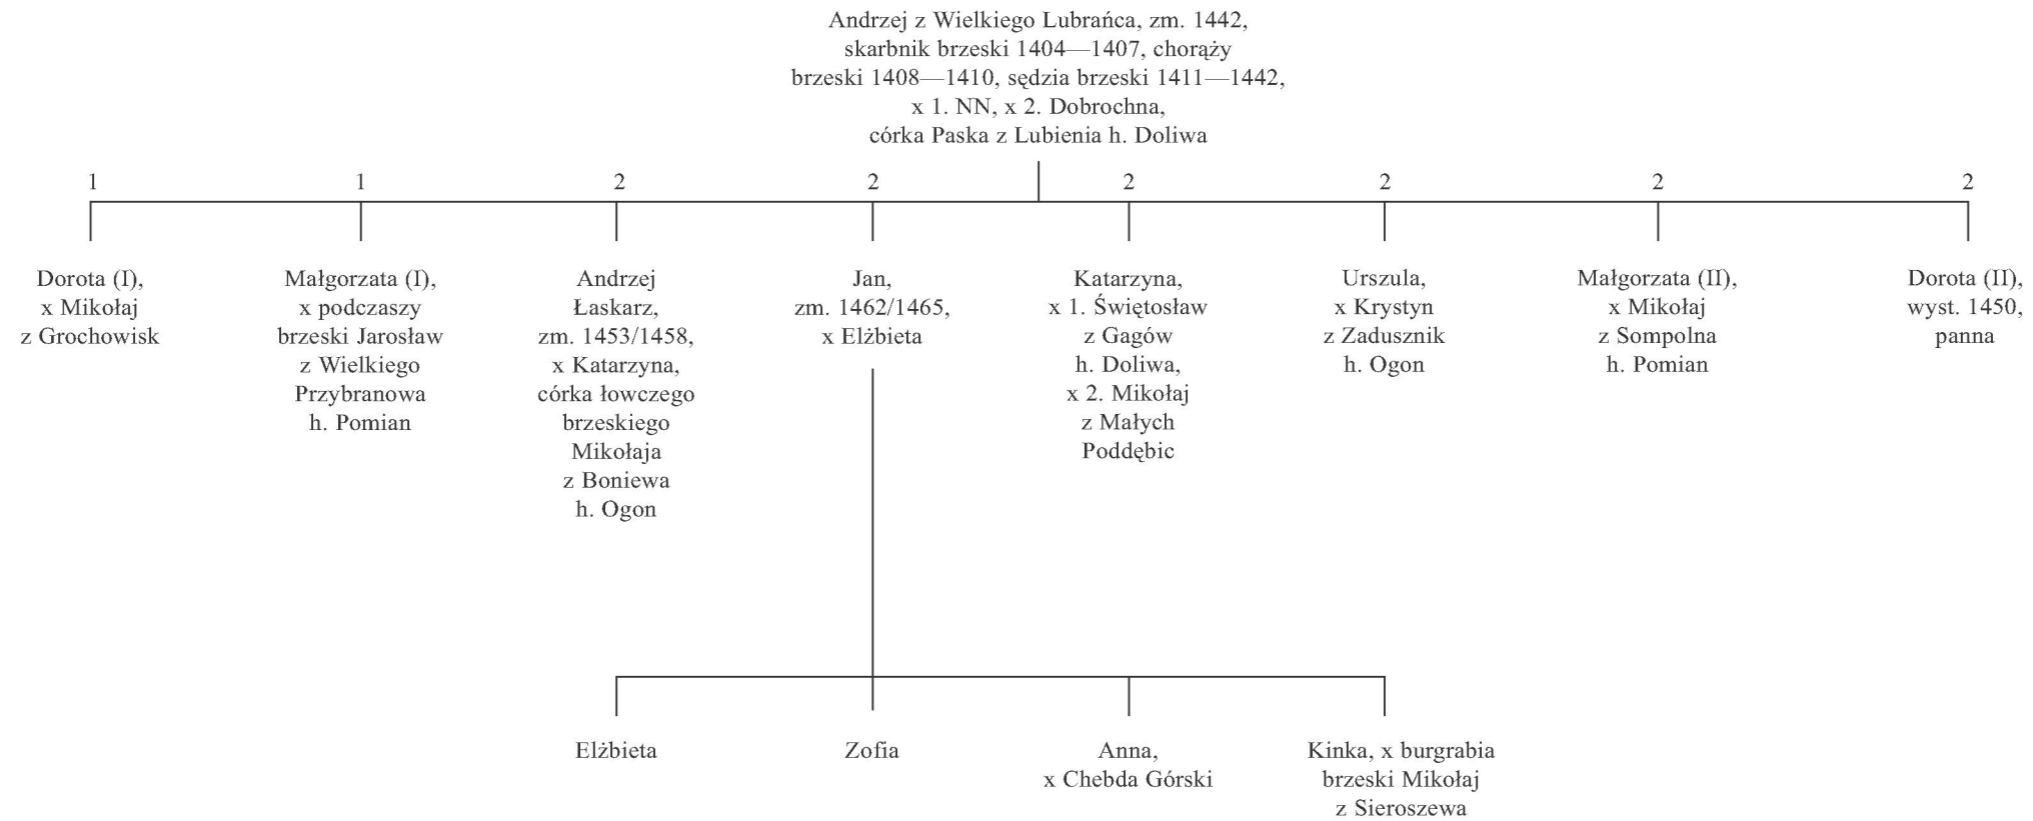 Andrzej z Wielkiego Lubrańca, zm. 1442,
skarbnik brzeski 1404—1407, chorąży
brzeski 1408—1410, sędzia brzeski 1411—1442,
x 1. NN, x 2. Dobrochna,
córka Paska z Lubienia h. Doliwa
1 1 2 2 2 2 2 2
Dorota (I),
x Mikołaj
z Grochowisk
Małgorzata (I),
x podczaszy
brzeski Jarosław
z Wielkiego
Przybranowa
h. Pomian
Andrzej
Łaskarz,
zm. 1453/1458,
x Katarzyna,
córka łowczego
brzeskiego
Mikołaja
z Boniewa
h. Ogon
Jan,
zm. 1462/1465,
x Elżbieta
Katarzyna,
x 1. Świętosław
z Gagów
h. Doliwa,
x 2. Mikołaj
z Małych
Poddębic
Urszula,
x Krystyn
z Zadusznik
h. Ogon
Małgorzata (II),
x Mikołaj
z Sompolna
h. Pomian
Dorota (II),
wyst. 1450,
panna
Elżbieta
Zofia
Anna,
x Chebda Górski
Kinka, x burgrabia
brzeski Mikołaj
z Sieroszewa